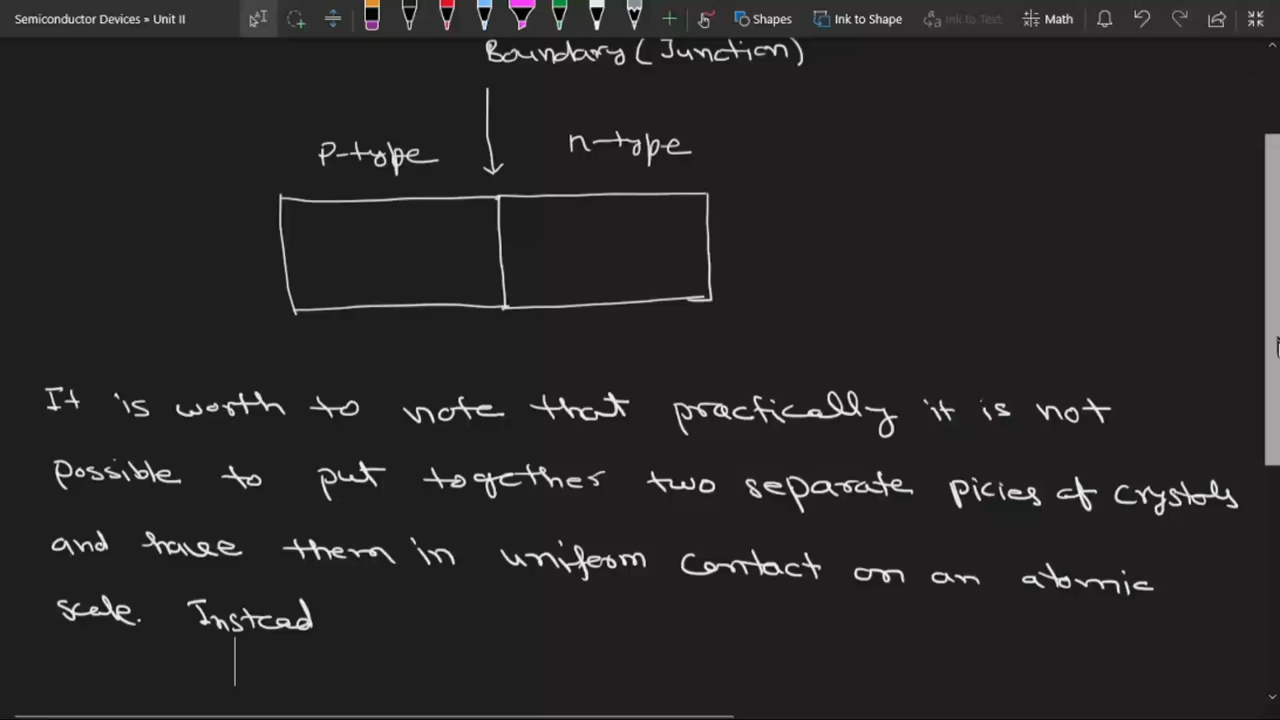 Semiconductor Devices » Unit II
Shapes
Ink to Shape
Ink to Text
Math
Boundary (Junction)
P-type
n-type
It is worth to note that practically it is not
possible to put together two separate picies of crystals
and have them in uniform contact on an atomic
scale. Instead